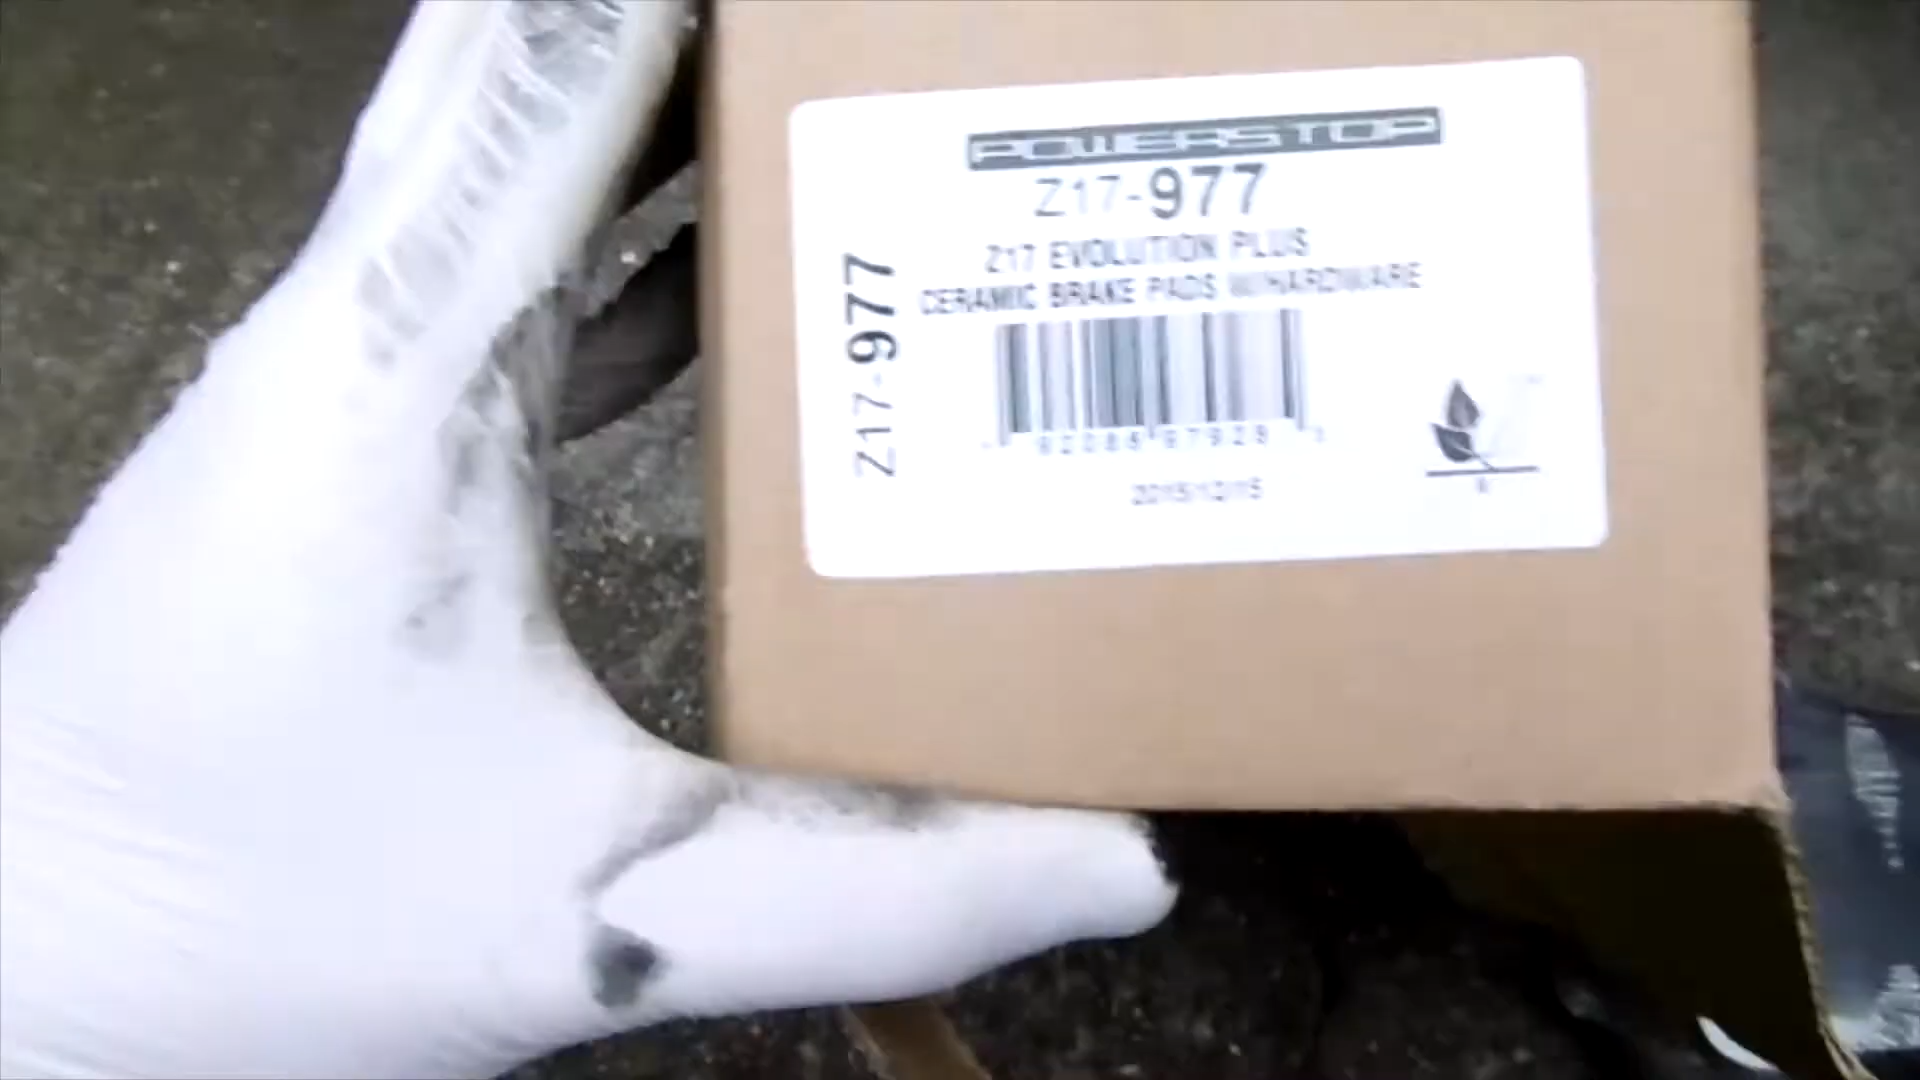 POWERSTOP
Z17-977
Z17 EVOLUTION PLUS
CERAMIC BRAKE PADS W/HARDWARE
Z17-977